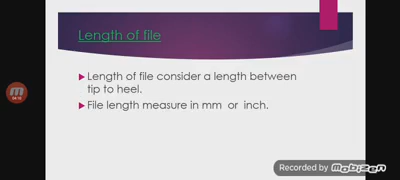 Length of file
Length of file consider a length between
tip to heel.
File length measure in mm or inch.
Recorded by mobizen